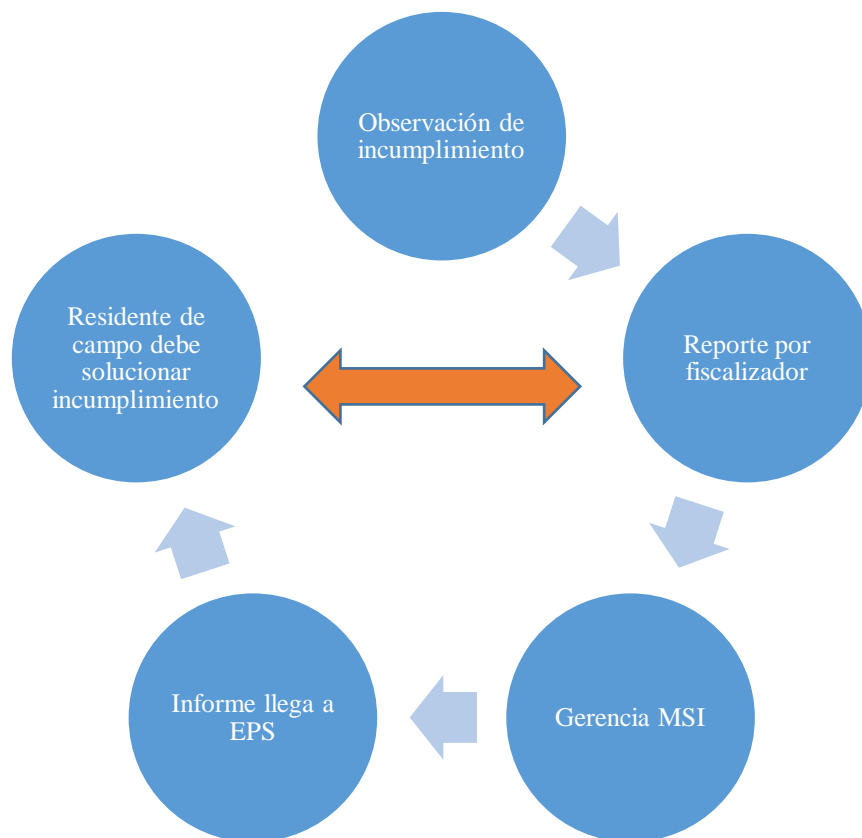 Observación de
incumplimiento
Reporte por
fiscalizador
Gerencia MSI
Informe llega a
EPS
Residente de
campo debe
solucionar
incumplimiento